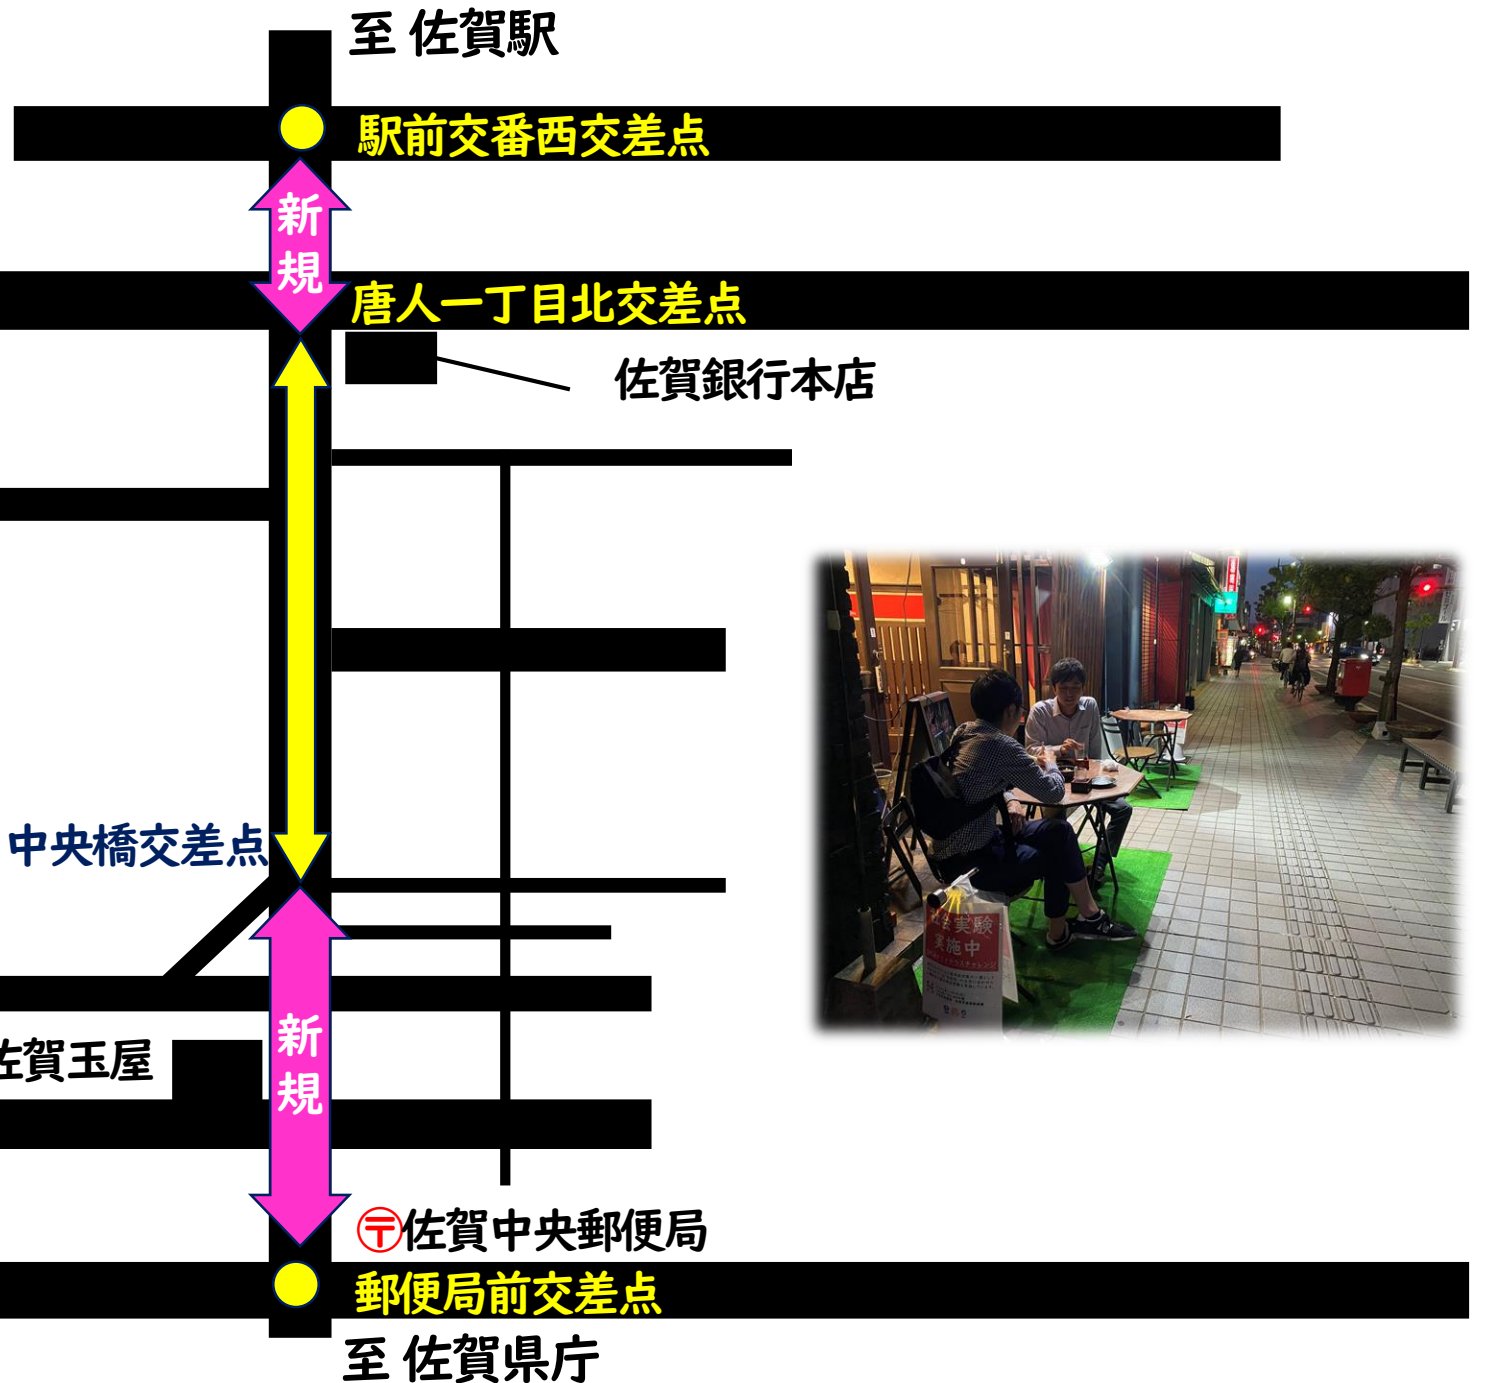 至 佐賀駅
駅前交番西交差点
新
規
唐人一丁目北交差点
佐賀銀行本店
中央橋交差点
社会実験
実施中
佐賀玉屋
新
規
〒佐賀中央郵便局
郵便局前交差点
至 佐賀県庁